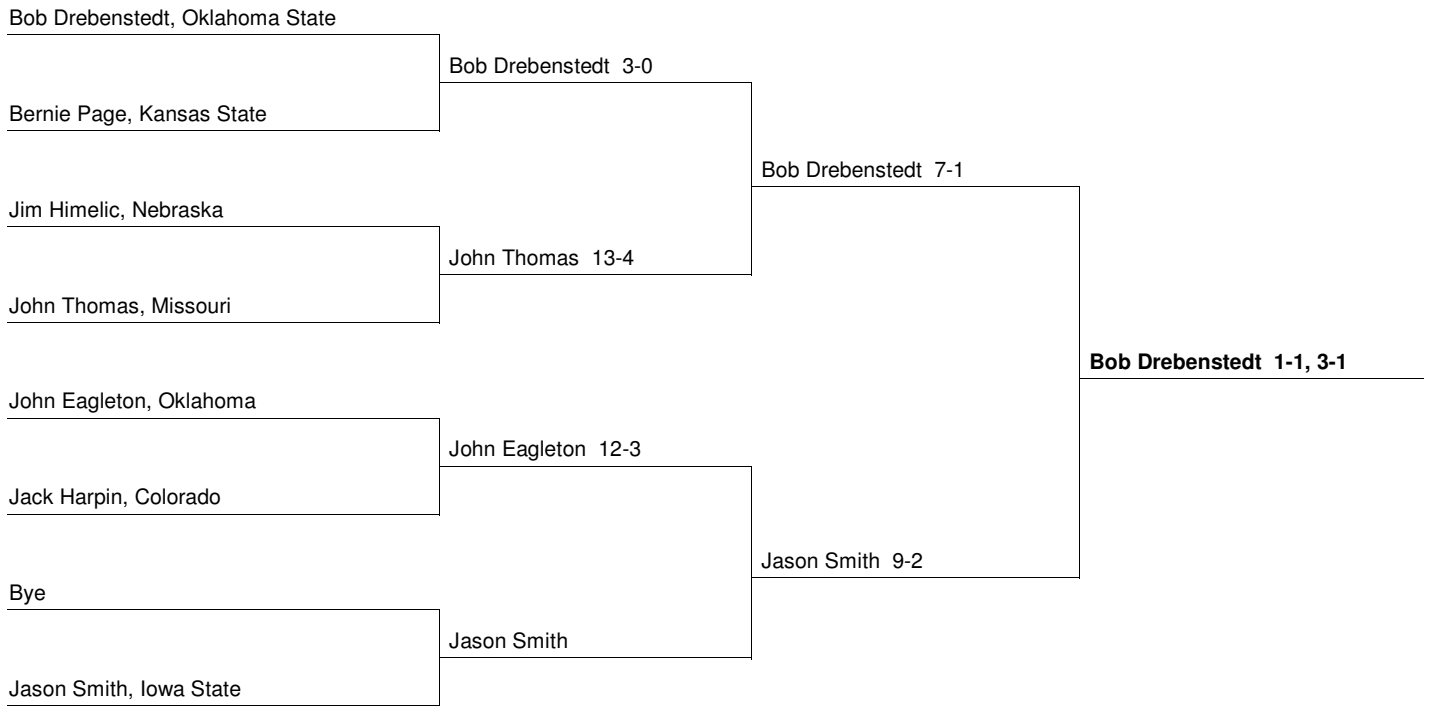 Bob Drebenstedt, Oklahoma State
Bob Drebenstedt  3-0
Bernie Page, Kansas State
Bob Drebenstedt  7-1
Jim Himelic, Nebraska
John Thomas  13-4
John Thomas, Missouri
Bob Drebenstedt  1-1, 3-1
John Eagleton, Oklahoma
John Eagleton  12-3
Jack Harpin, Colorado
Jason Smith  9-2
Bye
Jason Smith
Jason Smith, Iowa State